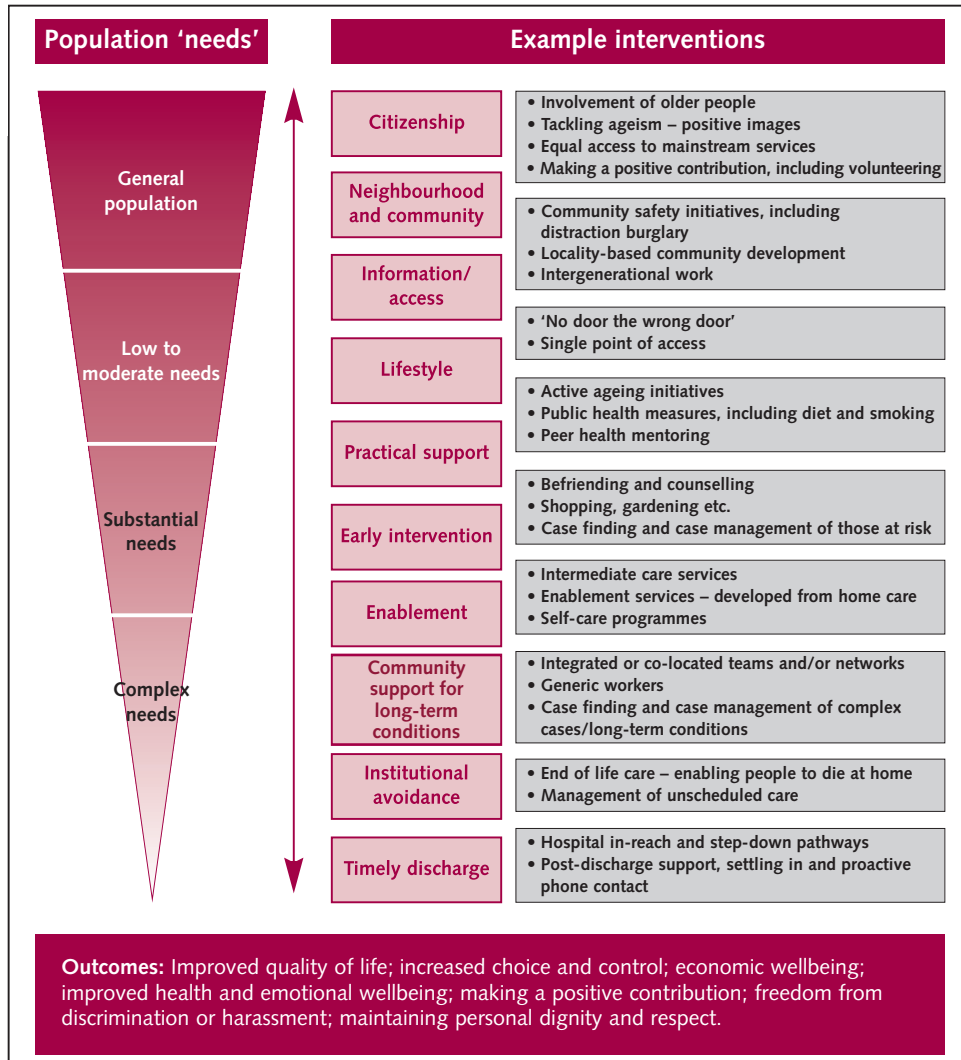 Population ‘needs’
Example interventions
General
population
Low to
moderate needs
Substantial
needs
Complex
needs
Citizenship
Neighbourhood
and community
Information/
access
Lifestyle
Practical support
Early intervention
Enablement
Community
support for
long-term
conditions
Institutional
avoidance
Timely discharge
• Involvement of older people
• Tackling ageism – positive images
• Equal access to mainstream services
• Making a positive contribution, including volunteering
• Community safety initiatives, including
distraction burglary
• Locality-based community development
• Intergenerational work
• ‘No door the wrong door’
• Single point of access
• Active ageing initiatives
• Public health measures, including diet and smoking
• Peer health mentoring
• Befriending and counselling
• Shopping, gardening etc.
• Case finding and case management of those at risk
• Intermediate care services
• Enablement services – developed from home care
• Self-care programmes
• Integrated or co-located teams and/or networks
• Generic workers
• Case finding and case management of complex
cases/long-term conditions
• End of life care – enabling people to die at home
• Management of unscheduled care
• Hospital in-reach and step-down pathways
• Post-discharge support, settling in and proactive
phone contact
Outcomes: Improved quality of life; increased choice and control; economic wellbeing;
improved health and emotional wellbeing; making a positive contribution; freedom from
discrimination or harassment; maintaining personal dignity and respect.